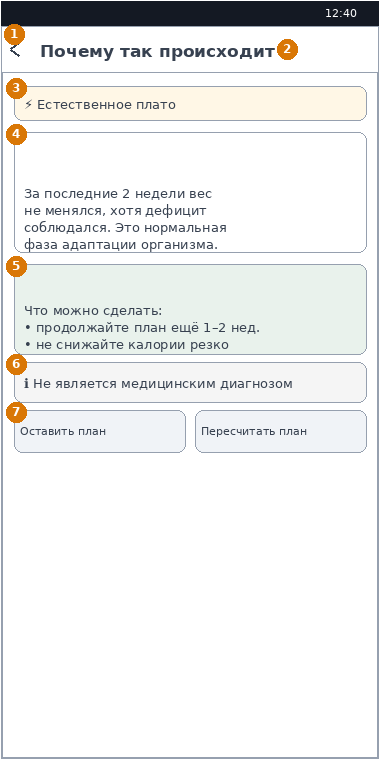 12:40
1
< Почему так происходит 2
3
⚡ Естественное плато
4
За последние 2 недели вес
не менялся, хотя дефицит
соблюдался. Это нормальная
фаза адаптации организма.
5
Что можно сделать:
• продолжайте план ещё 1–2 нед.
• не снижайте калории резко
6
ℹ Не является медицинским диагнозом
7
Оставить план Пересчитать план